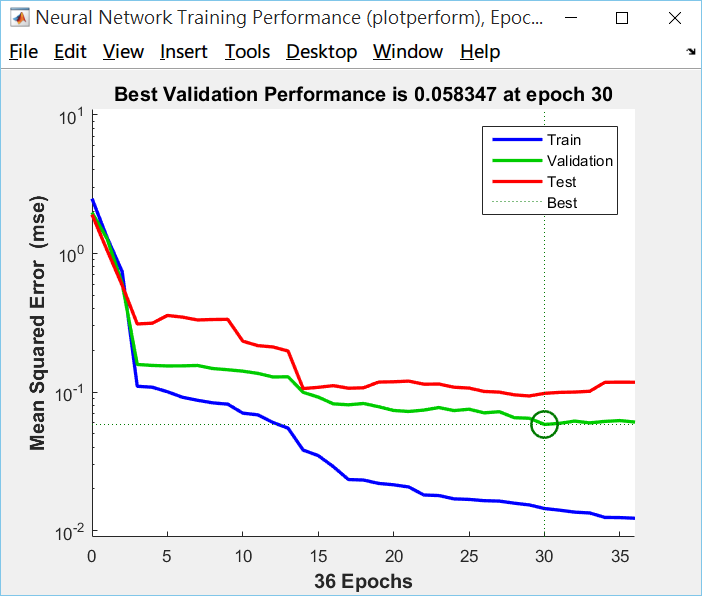 Neural Network Training Performance (plotperform), Epoc...
File Edit View Insert Tools Desktop Window Help
Best Validation Performance is 0.058347 at epoch 30
Mean Squared Error (mse)
10^1
10^0
10^-1
10^-2
Train
Validation
Test
Best
0 5 10 15 20 25 30 35
36 Epochs